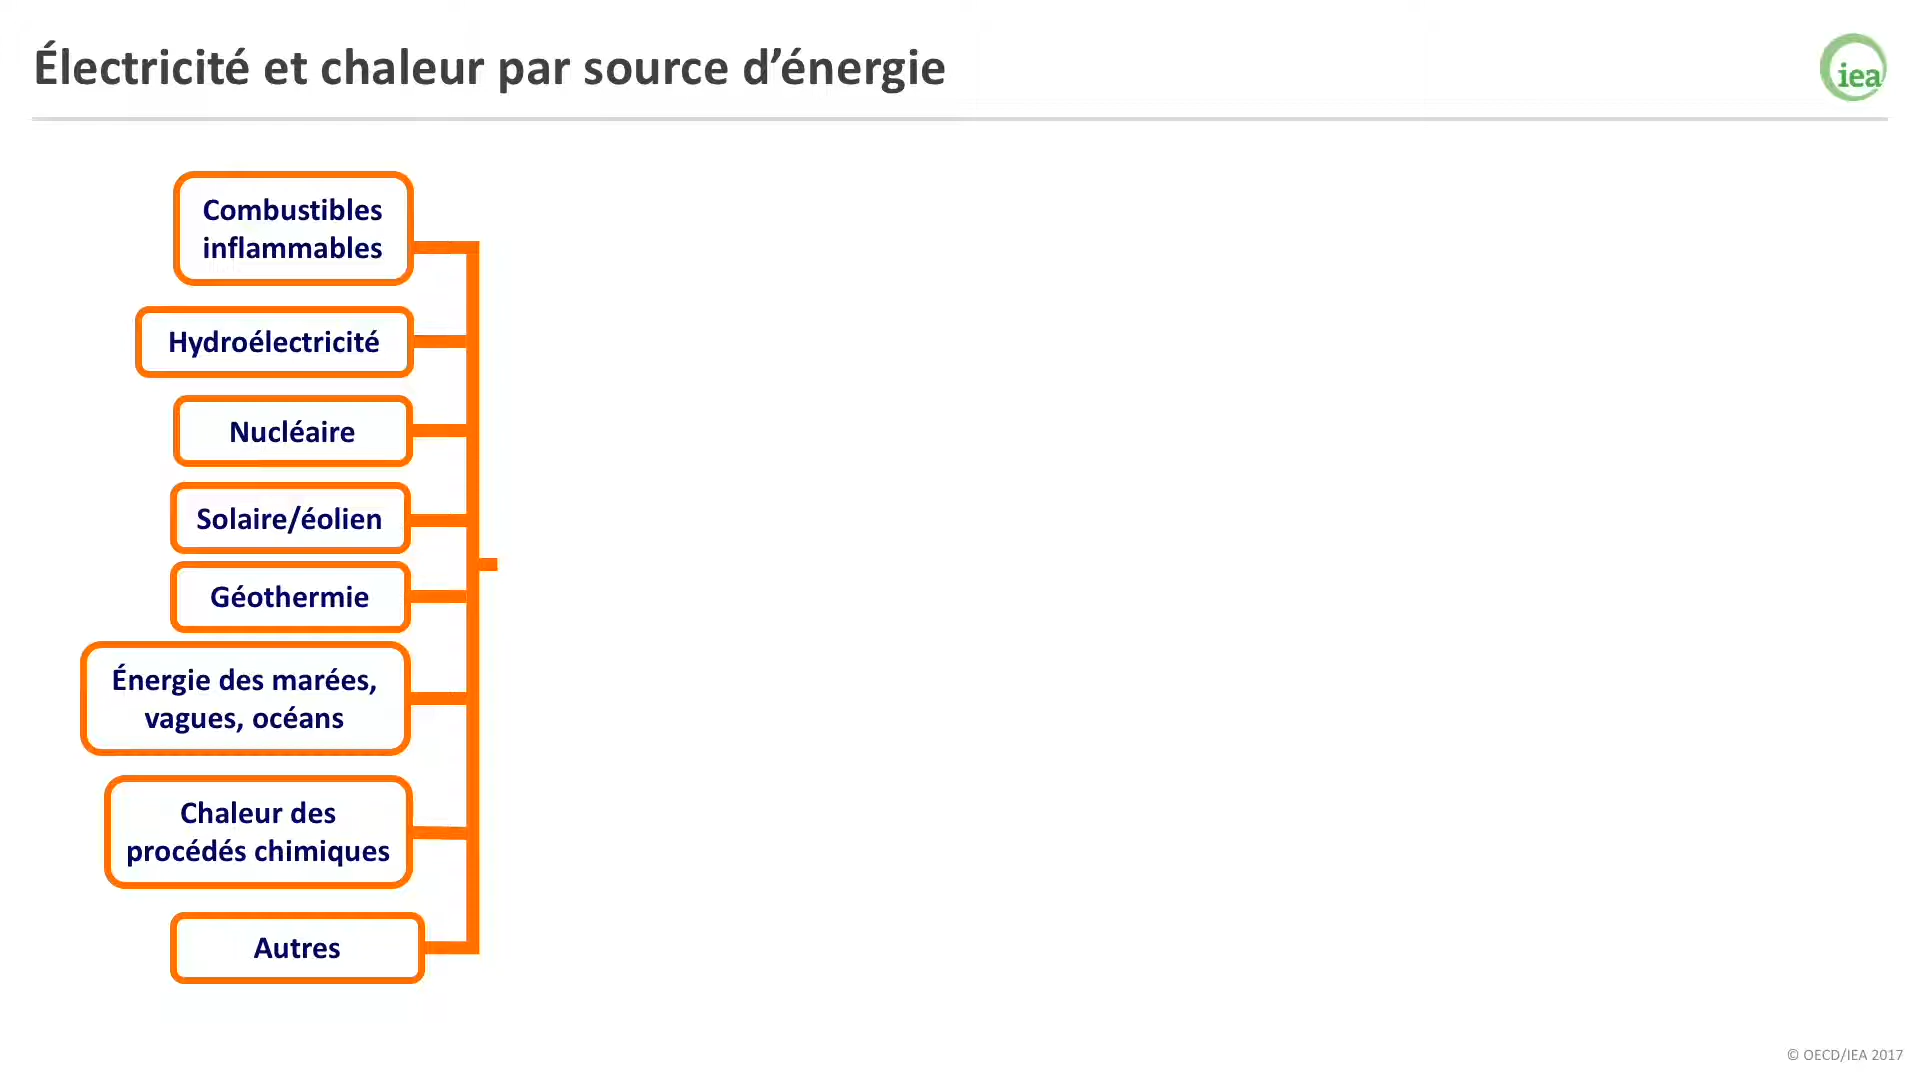 Électricité et chaleur par source d’énergie
iea
Combustibles
inflammables
Hydroélectricité
Nucléaire
Solaire/éolien
Géothermie
Énergie des marées,
vagues, océans
Chaleur des
procédés chimiques
Autres
© OECD/IEA 2017